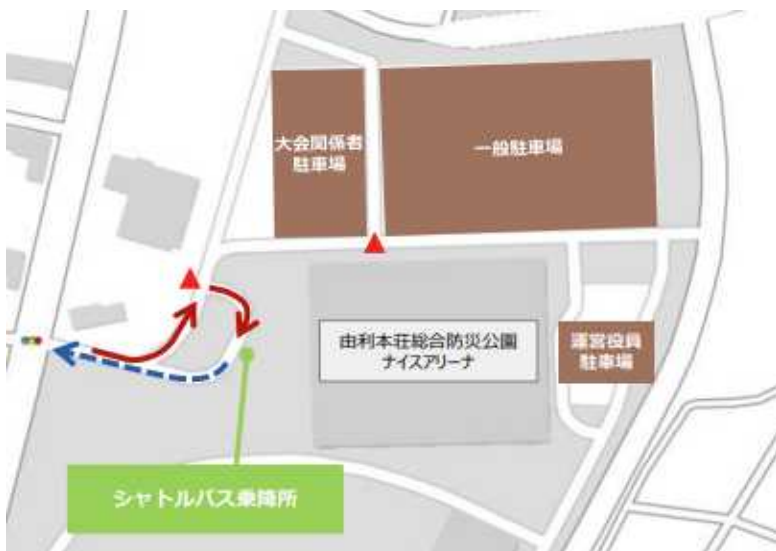 大会関係者
駐車場
一般駐車場
由利本荘総合防災公園
ナイスアリーナ
運営役員
駐車場
シャトルバス乗降所